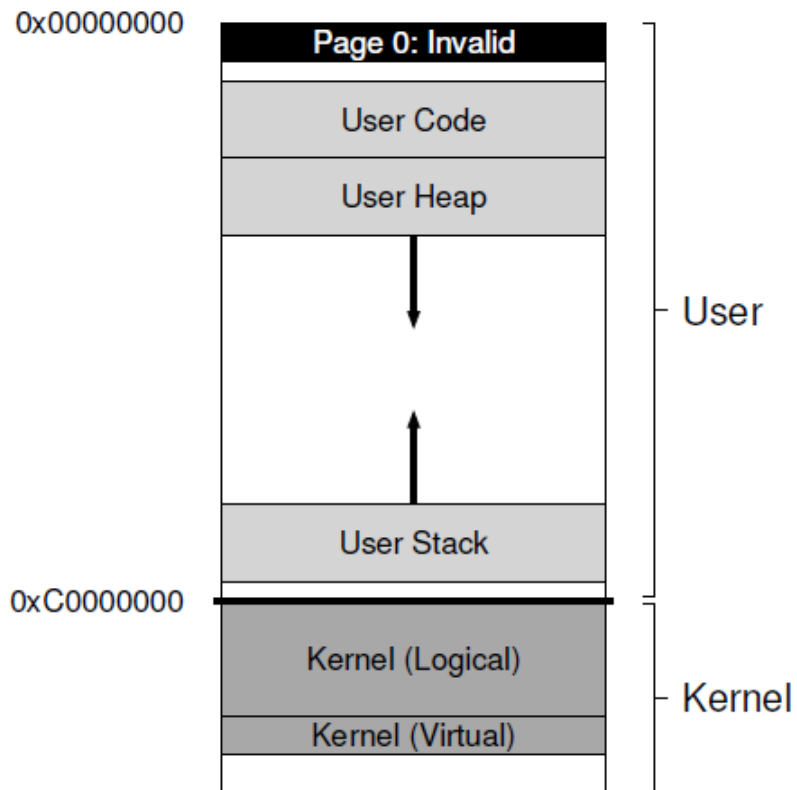 0x00000000
Page 0: Invalid
User Code
User Heap
User
User Stack
0xC0000000
Kernel (Logical)
Kernel
Kernel (Virtual)